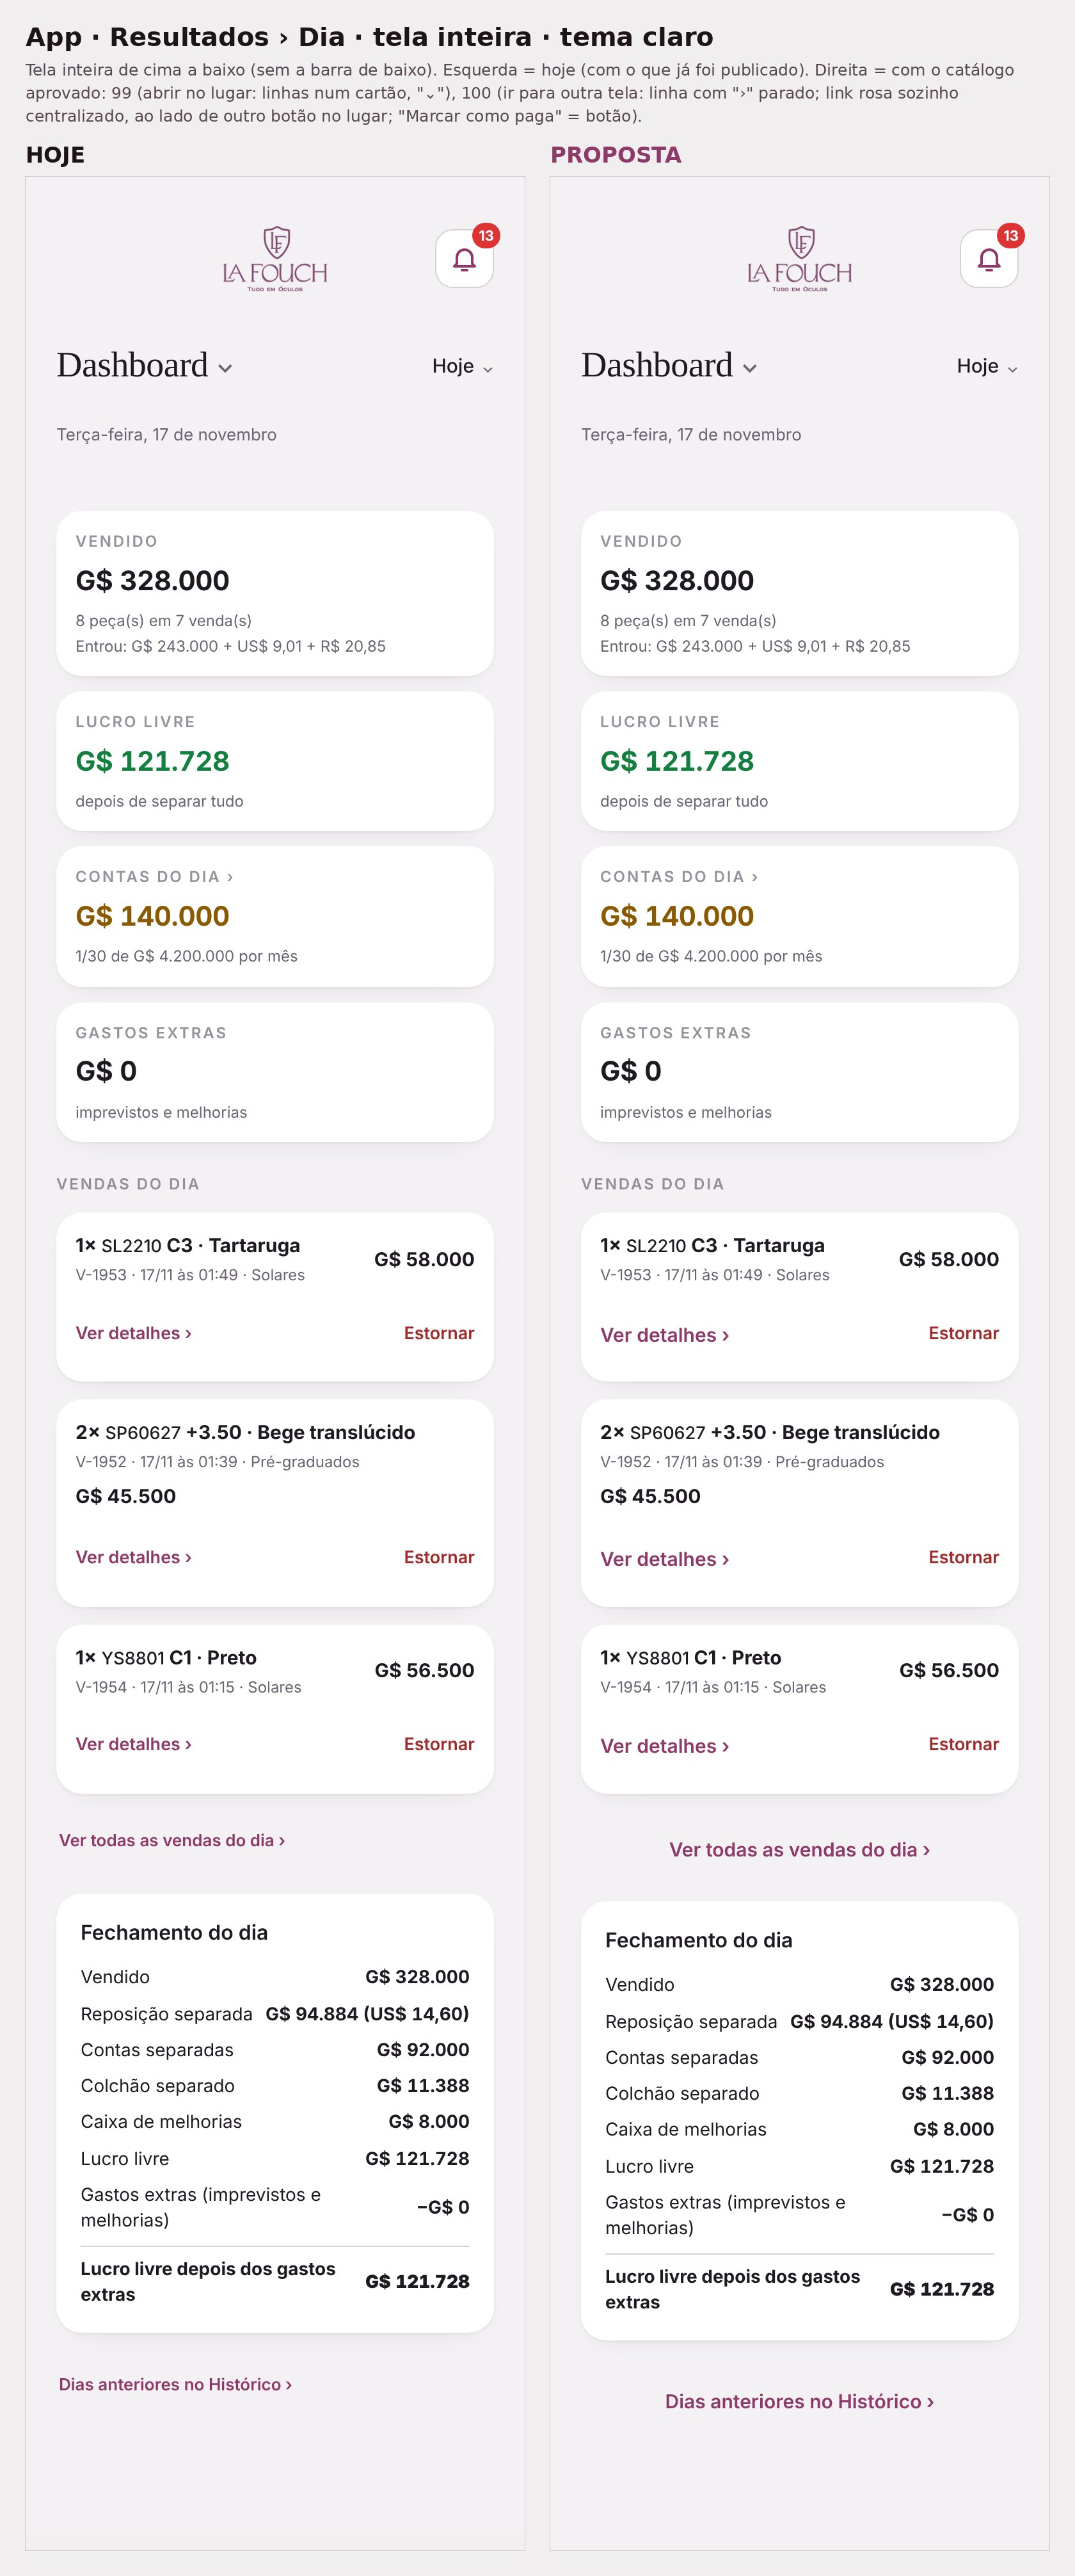 App · Resultados › Dia · tela inteira · tema claro
Tela inteira de cima a baixo (sem a barra de baixo). Esquerda = hoje (com o que já foi publicado). Direita = com o catálogo
aprovado: 99 (abrir no lugar: linhas num cartão, "⌄"), 100 (ir para outra tela: linha com "›" parado; link rosa sozinho
centralizado, ao lado de outro botão no lugar; "Marcar como paga" = botão).
HOJE
LF
LA FOUCH
TUDO EM ÓCULOS
13
Dashboard
Hoje
Terça-feira, 17 de novembro
VENDIDO
G$ 328.000
8 peça(s) em 7 venda(s)
Entrou: G$ 243.000 + US$ 9,01 + R$ 20,85
LUCRO LIVRE
G$ 121.728
depois de separar tudo
CONTAS DO DIA ›
G$ 140.000
1/30 de G$ 4.200.000 por mês
GASTOS EXTRAS
G$ 0
imprevistos e melhorias
VENDAS DO DIA
1× SL2210 C3 · Tartaruga
G$ 58.000
V-1953 · 17/11 às 01:49 · Solares
Ver detalhes ›
Estornar
2× SP60627 +3.50 · Bege translúcido
V-1952 · 17/11 às 01:39 · Pré-graduados
G$ 45.500
Ver detalhes ›
Estornar
1× YS8801 C1 · Preto
G$ 56.500
V-1954 · 17/11 às 01:15 · Solares
Ver detalhes ›
Estornar
Ver todas as vendas do dia ›
Fechamento do dia
Vendido G$ 328.000
Reposição separada G$ 94.884 (US$ 14,60)
Contas separadas G$ 92.000
Colchão separado G$ 11.388
Caixa de melhorias G$ 8.000
Lucro livre G$ 121.728
Gastos extras (imprevistos e
melhorias)
−G$ 0
Lucro livre depois dos gastos
extras
G$ 121.728
Dias anteriores no Histórico ›
PROPOSTA
LF
LA FOUCH
TUDO EM ÓCULOS
13
Dashboard
Hoje
Terça-feira, 17 de novembro
VENDIDO
G$ 328.000
8 peça(s) em 7 venda(s)
Entrou: G$ 243.000 + US$ 9,01 + R$ 20,85
LUCRO LIVRE
G$ 121.728
depois de separar tudo
CONTAS DO DIA ›
G$ 140.000
1/30 de G$ 4.200.000 por mês
GASTOS EXTRAS
G$ 0
imprevistos e melhorias
VENDAS DO DIA
1× SL2210 C3 · Tartaruga
G$ 58.000
V-1953 · 17/11 às 01:49 · Solares
Ver detalhes ›
Estornar
2× SP60627 +3.50 · Bege translúcido
V-1952 · 17/11 às 01:39 · Pré-graduados
G$ 45.500
Ver detalhes ›
Estornar
1× YS8801 C1 · Preto
G$ 56.500
V-1954 · 17/11 às 01:15 · Solares
Ver detalhes ›
Estornar
Ver todas as vendas do dia ›
Fechamento do dia
Vendido G$ 328.000
Reposição separada G$ 94.884 (US$ 14,60)
Contas separadas G$ 92.000
Colchão separado G$ 11.388
Caixa de melhorias G$ 8.000
Lucro livre G$ 121.728
Gastos extras (imprevistos e
melhorias)
−G$ 0
Lucro livre depois dos gastos
extras
G$ 121.728
Dias anteriores no Histórico ›